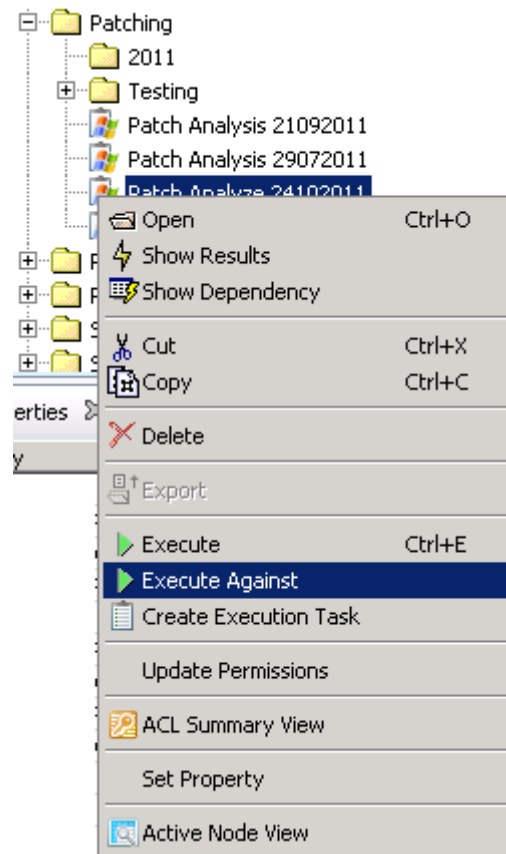 Patching
2011
Testing
Patch Analysis 21092011
Patch Analysis 29072011
Patch Analyze 24102011
Open Ctrl+O
Show Results
Show Dependency
Cut Ctrl+X
Copy Ctrl+C
erties
y
Delete
Export
Execute Ctrl+E
Execute Against
Create Execution Task
Update Permissions
ACL Summary View
Set Property
Active Node View